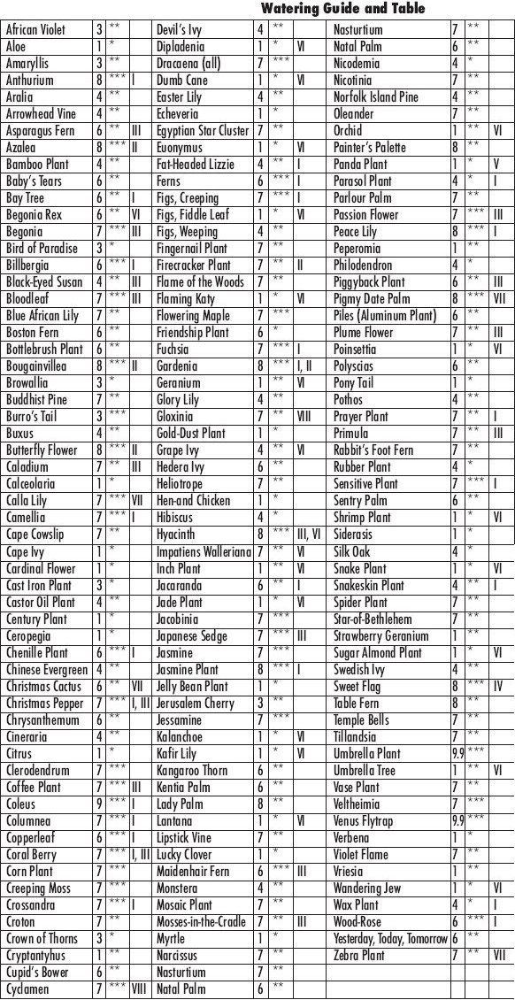 Watering Guide and Table
African Violet 3 ** Devil's Ivy 4 ** Nasturtium 7 **
Aloe 1 * Dipladenia 1 * VI Natal Palm 6 **
Amaryllis 3 ** Dracaena (all) 7 *** Nicodemia 4 *
Anthurium 8 *** I Dumb Cane 1 * VI Nicotinia 7 **
Aralia 4 ** Easter Lily 4 ** Norfolk Island Pine 4 **
Arrowhead Vine 4 ** Echeveria 1 * Oleander 7 **
Asparagus Fern 6 ** III Egyptian Star Cluster 7 ** Orchid 1 ** VI
Azalea 8 *** II Euonymus 1 * VI Painter's Palette 8 **
Bamboo Plant 4 ** Fat-Headed Lizzie 4 ** I Panda Plant 1 * V
Baby's Tears 6 ** Ferns 6 *** I Parasol Plant 4 * I
Bay Tree 6 ** I Figs, Creeping 7 *** I Parlour Palm 7 **
Begonia Rex 6 ** VI Figs, Fiddle Leaf 1 * VI Passion Flower 7 *** III
Begonia 7 *** III Figs, Weeping 4 ** Peace Lily 8 *** I
Bird of Paradise 3 * Fingernail Plant 7 ** Peperomia 1 **
Billbergia 6 *** I Firecracker Plant 7 ** II Philodendron 4 *
Black-Eyed Susan 4 ** III Flame of the Woods 7 ** Piggyback Plant 6 ** III
Bloodleaf 7 *** III Flaming Katy 1 * VI Pigmy Date Palm 8 *** VII
Blue African Lily 7 ** Flowering Maple 7 *** Piles (Aluminum Plant) 6 **
Boston Fern 6 ** Friendship Plant 6 * Plume Flower 7 ** III
Bottlebrush Plant 6 ** Fuchsia 7 *** I Poinsettia 1 * VI
Bougainvillea 8 *** II Gardenia 8 *** I, II Polyscias 6 **
Browallia 3 * Geranium 1 ** VI Pony Tail 1 *
Buddhist Pine 7 ** Glory Lily 4 ** Pothos 4 **
Burro's Tail 3 *** Gloxinia 7 ** VIII Prayer Plant 7 ** I
Buxus 4 ** Gold-Dust Plant 1 * Primula 7 ** III
Butterfly Flower 8 *** II Grape Ivy 4 ** VI Rabbit's Foot Fern 7 **
Caladium 7 ** III Hedera Ivy 6 ** Rubber Plant 4 *
Calceolaria 1 * Heliotrope 7 ** Sensitive Plant 7 *** I
Calla Lily 7 *** VII Hen-and Chicken 1 * Sentry Palm 6 **
Camellia 7 *** I Hibiscus 4 * Shrimp Plant 1 * VI
Cape Cowslip 7 ** Hyacinth 8 *** III, VI Siderasis 1 *
Cape Ivy 1 * Impatiens Walleriana 7 ** VI Silk Oak 4 *
Cardinal Flower 1 * Inch Plant 1 ** VI Snake Plant 1 * VI
Cast Iron Plant 3 * Jacaranda 6 ** I Snakeskin Plant 4 ** I
Castor Oil Plant 4 ** Jade Plant 1 * VI Spider Plant 7 **
Century Plant 1 * Jacobinia 7 *** Star-of-Bethlehem 7 **
Ceropegia 1 * Japanese Sedge 7 *** III Strawberry Geranium 1 **
Chenille Plant 6 *** I Jasmine 7 *** Sugar Almond Plant 1 * VI
Chinese Evergreen 4 ** Jasmine Plant 8 *** I Swedish Ivy 4 **
Christmas Cactus 6 ** VII Jelly Bean Plant 1 * Sweet Flag 8 *** IV
Christmas Pepper 7 *** I, III Jerusalem Cherry 3 ** Table Fern 8 **
Chrysanthemum 6 ** Jessamine 7 *** Temple Bells 7 **
Cineraria 4 ** Kalanchoe 1 * VI Tillandsia 7 **
Citrus 1 * Kafir Lily 1 * VI Umbrella Plant 9.9 ***
Clerodendrum 7 *** Kangaroo Thorn 6 ** Umbrella Tree 1 ** VI
Coffee Plant 7 *** III Kentia Palm 6 ** Vase Plant 7 **
Coleus 9 *** I Lady Palm 8 ** Veltheimia 7 ***
Columnea 7 *** I Lantana 1 * VI Venus Flytrap 9.9 ***
Copperleaf 6 *** I Lipstick Vine 7 ** Verbena 1 *
Coral Berry 7 *** I, III Lucky Clover 1 * Violet Flame 7 **
Corn Plant 7 *** Maidenhair Fern 6 *** III Vriesia 1 **
Creeping Moss 7 *** Monstera 4 ** Wandering Jew 1 * VI
Crossandra 7 *** I Mosaic Plant 7 ** Wax Plant 4 * I
Croton 7 ** Mosses-in-the-Cradle 7 ** III Wood-Rose 6 *** I
Crown of Thorns 3 * Myrtle 1 * Yesterday, Today, Tomorrow 6 **
Cryptantyhus 1 ** Narcissus 7 ** Zebra Plant 7 ** VII
Cupid's Bower 6 ** Nasturtium 7 **
Cyclamen 7 *** VIII Natal Palm 6 **